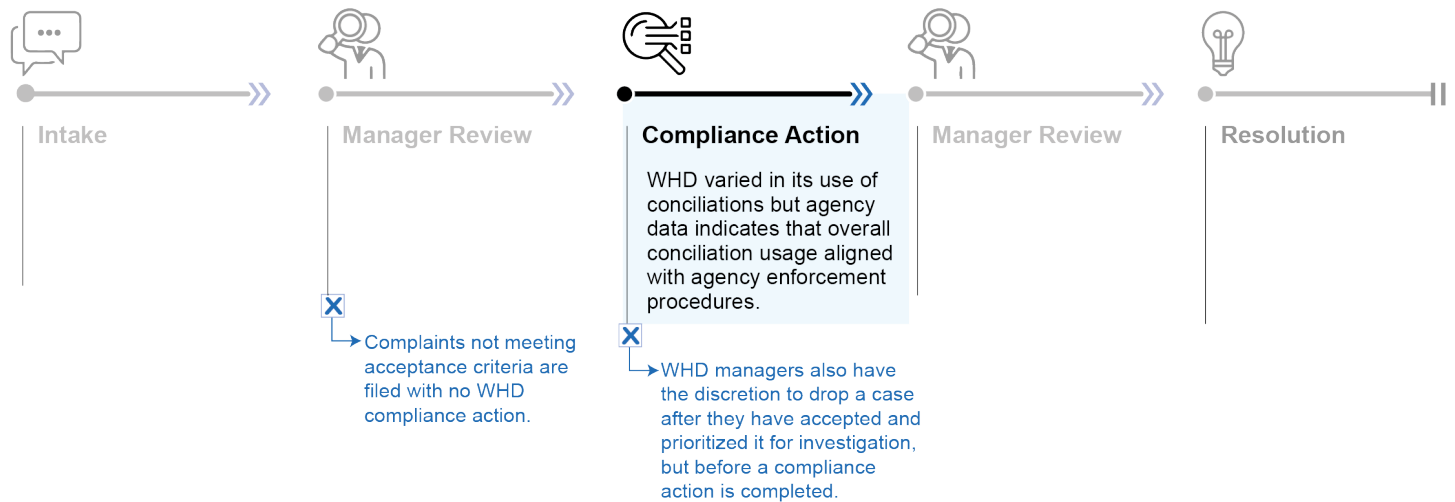 Intake
Manager Review
Compliance Action
Manager Review
Resolution
WHD varied in its use of
conciliations but agency
data indicates that overall
conciliation usage aligned
with agency enforcement
procedures.
Complaints not meeting
acceptance criteria are
filed with no WHD
compliance action.
WHD managers also have
the discretion to drop a case
after they have accepted and
prioritized it for investigation,
but before a compliance
action is completed.